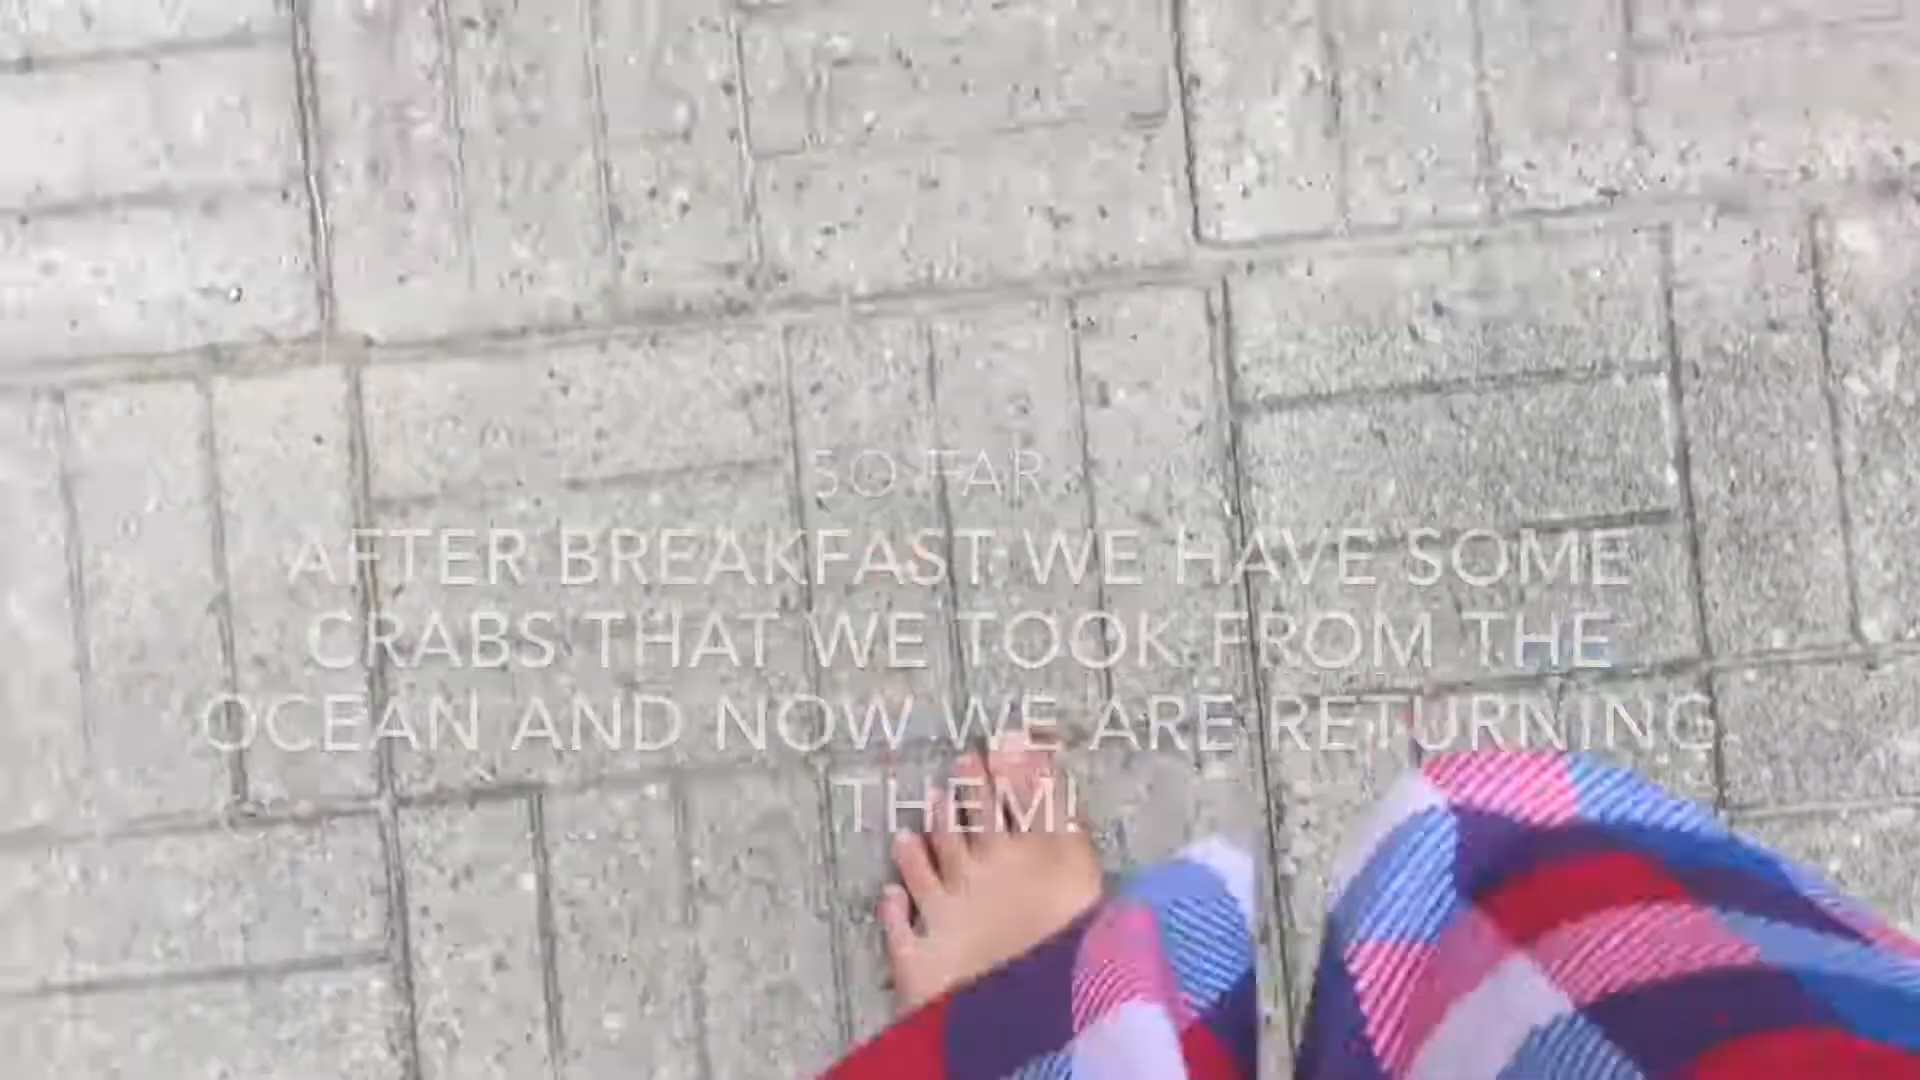 SO FAR
AFTER BREAKFAST WE HAVE SOME
CRABS THAT WE TOOK FROM THE
OCEAN AND NOW WE ARE RETURNING
THEM!